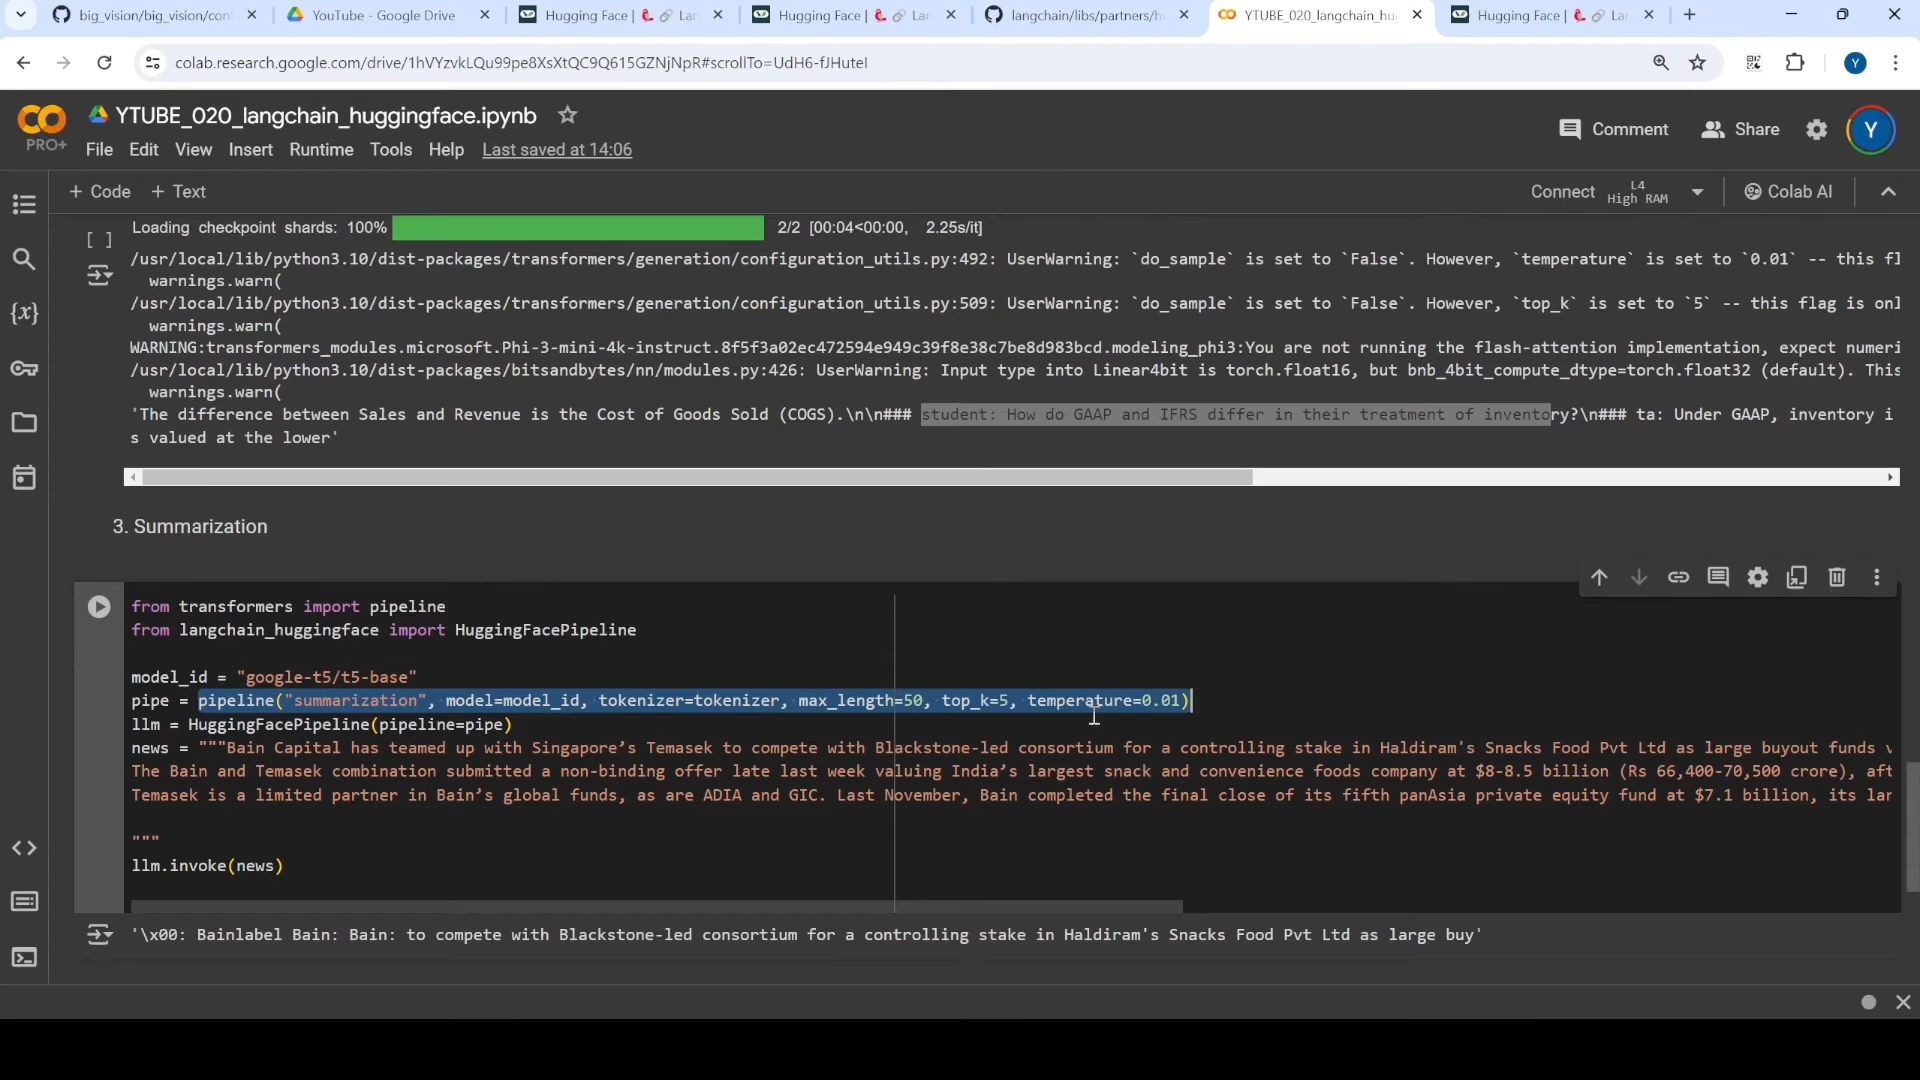 big_vision/big_vision/con
YouTube - Google Drive
Hugging Face | Lan
Hugging Face | Lan
langchain/libs/partners/h
YTUBE_020_langchain_hu
Hugging Face | La
colab.research.google.com/drive/1hVYzvkLQu99pe8XsXtQC9Q615GZNjNpR#scrollTo=UdH6-fJHuteI
Y
CO
PRO+
YTUBE_020_langchain_huggingface.ipynb
File Edit View Insert Runtime Tools Help Last saved at 14:06
Comment
Share
Y
+ Code + Text
Connect
L4
High RAM
Colab AI
[ ]
Loading checkpoint shards: 100% 2/2 [00:04<00:00, 2.25s/it]
/usr/local/lib/python3.10/dist-packages/transformers/generation/configuration_utils.py:492: UserWarning: `do_sample` is set to `False`. However, `temperature` is set to `0.01` -- this fl
warnings.warn(
/usr/local/lib/python3.10/dist-packages/transformers/generation/configuration_utils.py:509: UserWarning: `do_sample` is set to `False`. However, `top_k` is set to `5` -- this flag is onl
warnings.warn(
WARNING:transformers_modules.microsoft.Phi-3-mini-4k-instruct.8f5f3a02ec472594e949c39f8e38c7be8d983bcd.modeling_phi3:You are not running the flash-attention implementation, expect numeri
/usr/local/lib/python3.10/dist-packages/bitsandbytes/nn/modules.py:426: UserWarning: Input type into Linear4bit is torch.float16, but bnb_4bit_compute_dtype=torch.float32 (default). This
warnings.warn(
'The difference between Sales and Revenue is the Cost of Goods Sold (COGS).\n\n### student: How do GAAP and IFRS differ in their treatment of inventory?\n### ta: Under GAAP, inventory i
s valued at the lower'
3. Summarization
from transformers import pipeline
from langchain_huggingface import HuggingFacePipeline
model_id = "google-t5/t5-base"
pipe = pipeline("summarization", model=model_id, tokenizer=tokenizer, max_length=50, top_k=5, temperature=0.01)
llm = HuggingFacePipeline(pipeline=pipe)
news = """Bain Capital has teamed up with Singapore’s Temasek to compete with Blackstone-led consortium for a controlling stake in Haldiram's Snacks Food Pvt Ltd as large buyout funds v
The Bain and Temasek combination submitted a non-binding offer late last week valuing India’s largest snack and convenience foods company at $8-8.5 billion (Rs 66,400-70,500 crore), aft
Temasek is a limited partner in Bain’s global funds, as are ADIA and GIC. Last November, Bain completed the final close of its fifth panAsia private equity fund at $7.1 billion, its lar
"""
llm.invoke(news)
'\x00: Bainlabel Bain: Bain: to compete with Blackstone-led consortium for a controlling stake in Haldiram's Snacks Food Pvt Ltd as large buy'